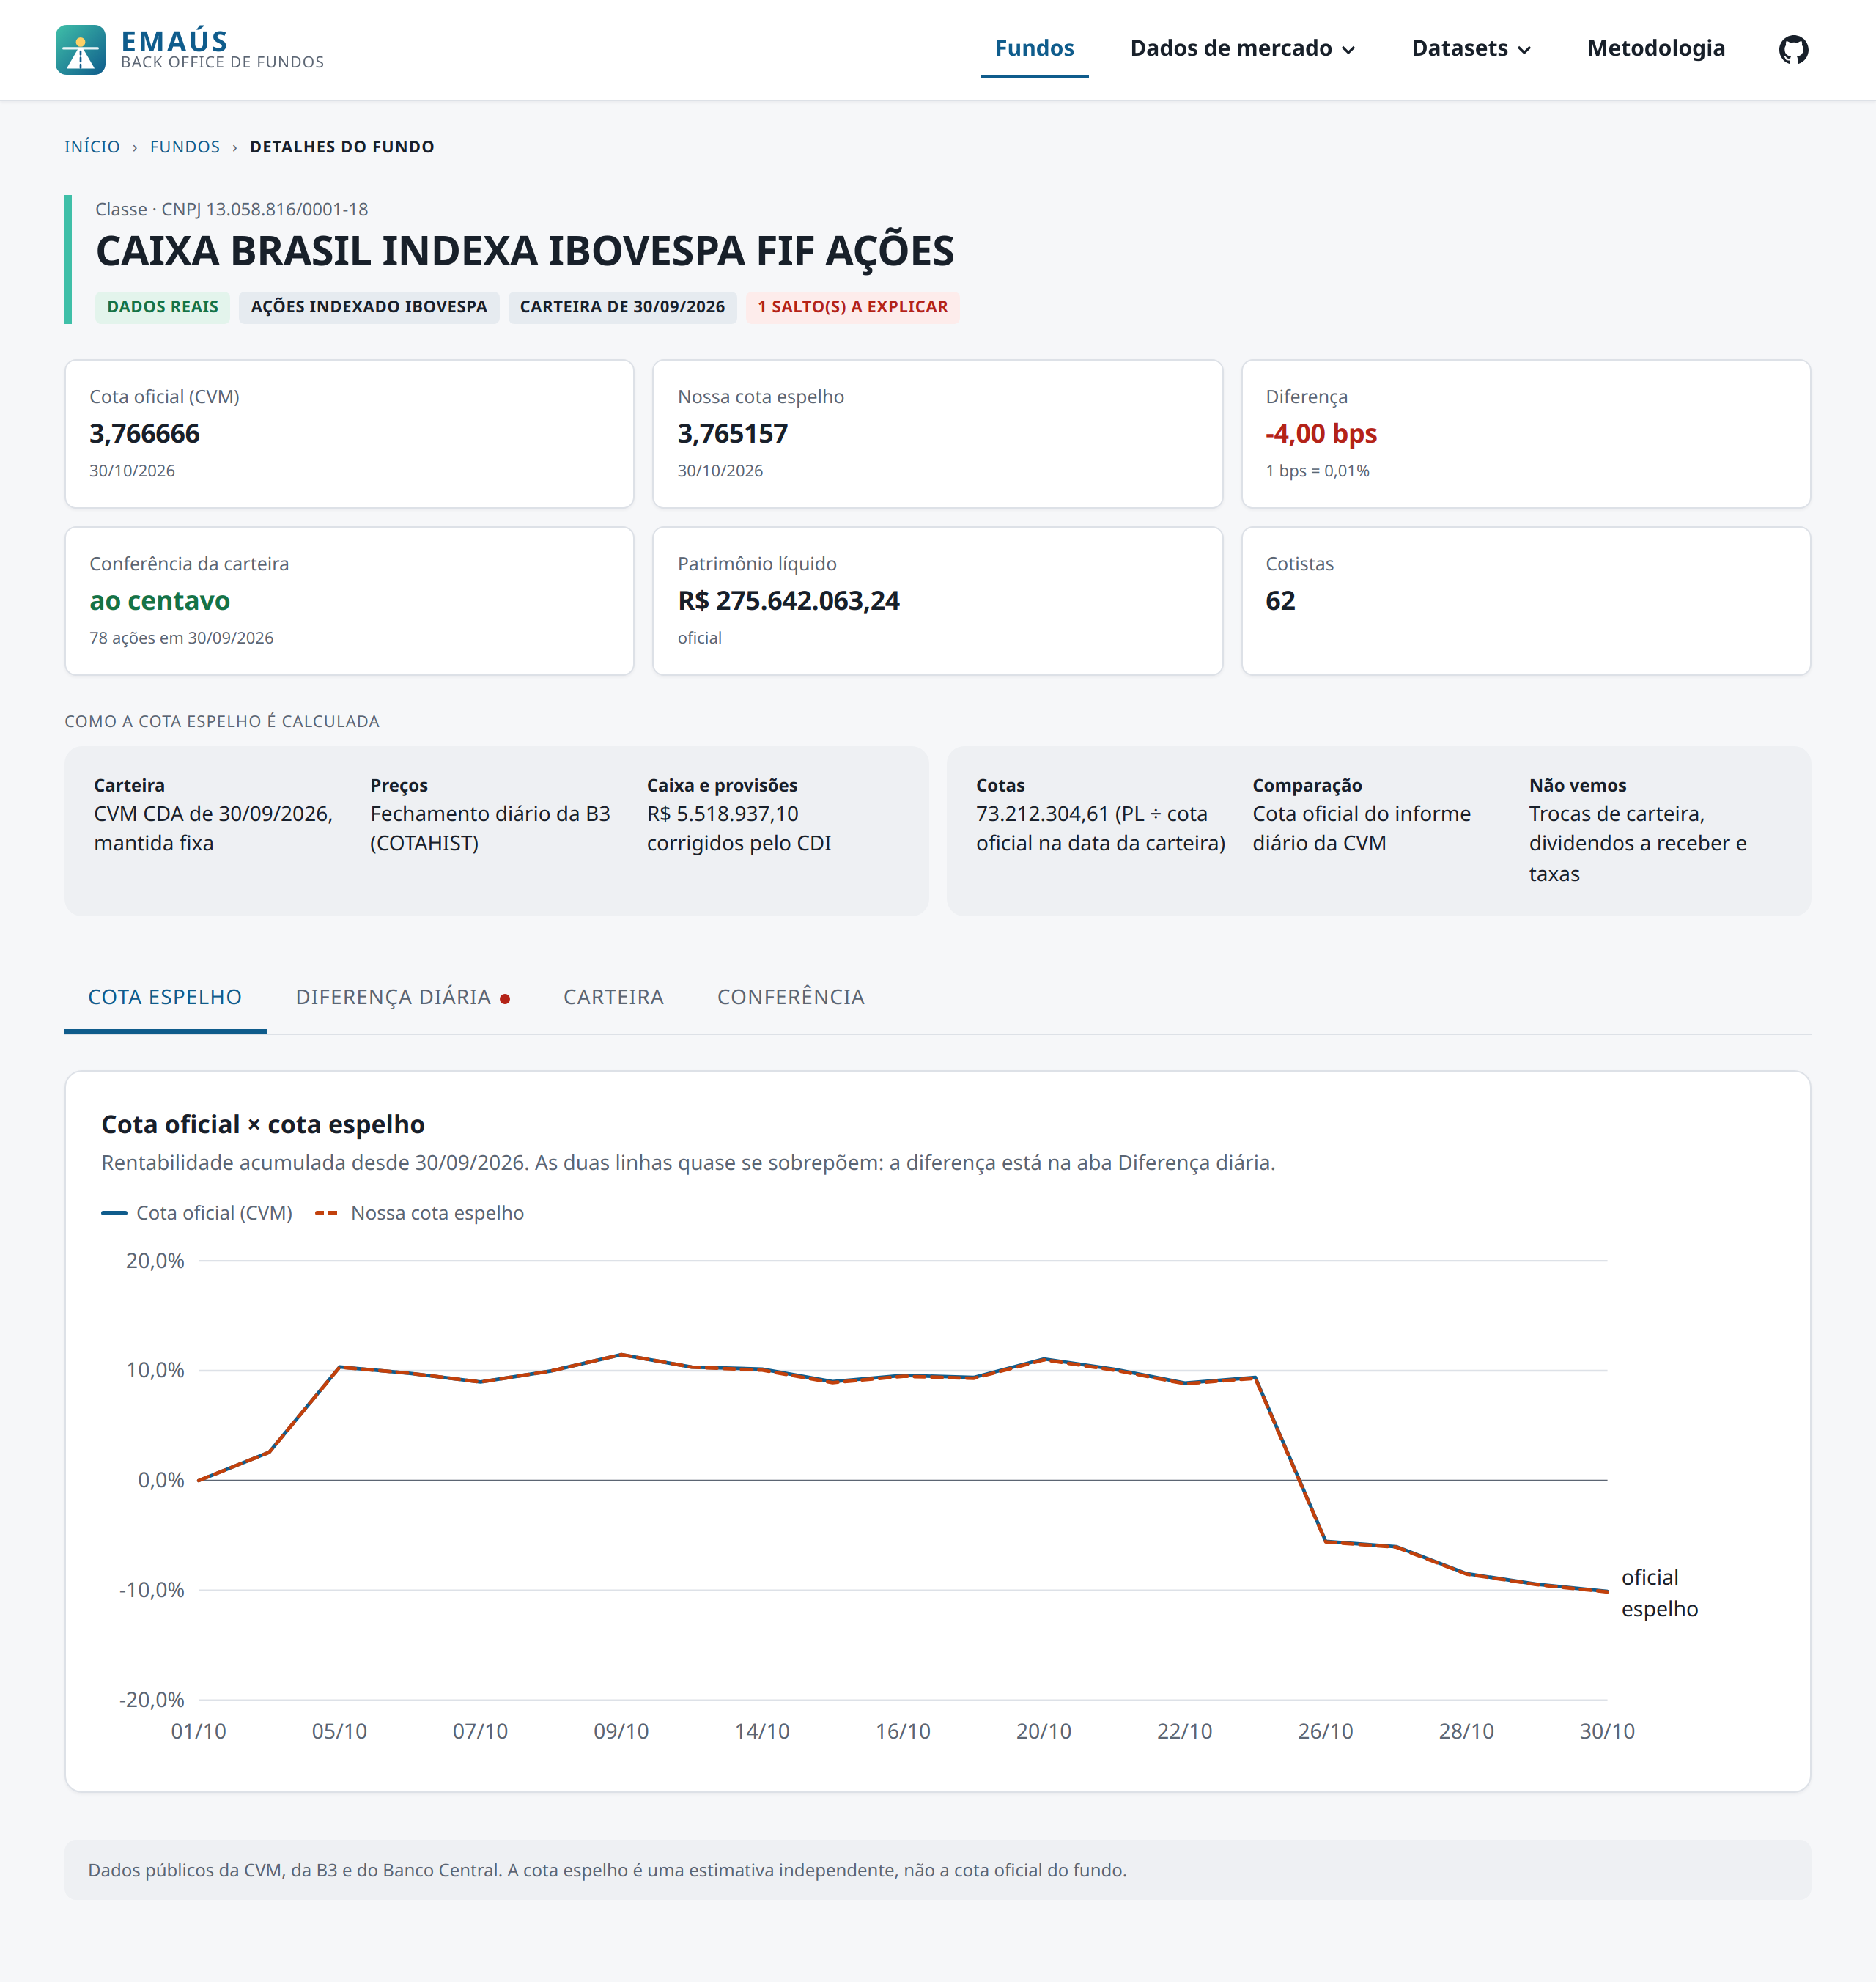 EMAÚS
BACK OFFICE DE FUNDOS
Fundos
Dados de mercado
Datasets
Metodologia
INÍCIO › FUNDOS › DETALHES DO FUNDO
Classe · CNPJ 13.058.816/0001-18
CAIXA BRASIL INDEXA IBOVESPA FIF AÇÕES
DADOS REAIS
AÇÕES INDEXADO IBOVESPA
CARTEIRA DE 30/09/2026
1 SALTO(S) A EXPLICAR
Cota oficial (CVM)
3,766666
30/10/2026
Nossa cota espelho
3,765157
30/10/2026
Diferença
-4,00 bps
1 bps = 0,01%
Conferência da carteira
ao centavo
78 ações em 30/09/2026
Patrimônio líquido
R$ 275.642.063,24
oficial
Cotistas
62
COMO A COTA ESPELHO É CALCULADA
Carteira
CVM CDA de 30/09/2026,
mantida fixa
Preços
Fechamento diário da B3
(COTAHIST)
Caixa e provisões
R$ 5.518.937,10
corrigidos pelo CDI
Cotas
73.212.304,61 (PL ÷ cota
oficial na data da carteira)
Comparação
Cota oficial do informe
diário da CVM
Não vemos
Trocas de carteira,
dividendos a receber e
taxas
COTA ESPELHO
DIFERENÇA DIÁRIA
CARTEIRA
CONFERÊNCIA
Cota oficial × cota espelho
Rentabilidade acumulada desde 30/09/2026. As duas linhas quase se sobrepõem: a diferença está na aba Diferença diária.
Cota oficial (CVM)
Nossa cota espelho
20,0%
10,0%
0,0%
-10,0%
-20,0%
oficial
espelho
01/10
05/10
07/10
09/10
14/10
16/10
20/10
22/10
26/10
28/10
30/10
Dados públicos da CVM, da B3 e do Banco Central. A cota espelho é uma estimativa independente, não a cota oficial do fundo.